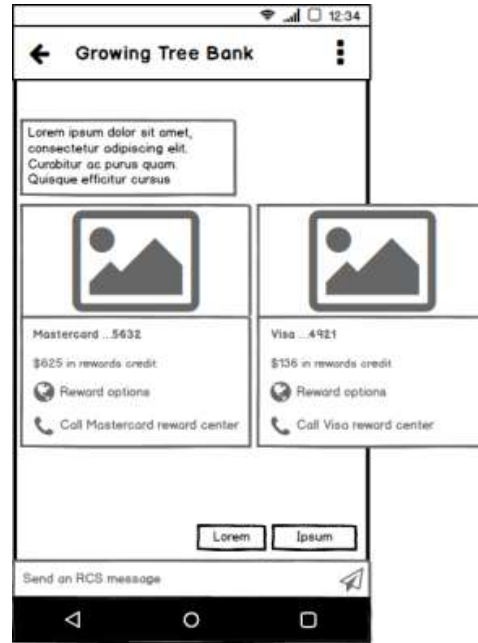 12:34
Growing Tree Bank
Lorem ipsum dolor sit amet,
consectetur adipiscing elit.
Curabitur ac purus quam.
Quisque efficitur cursus
Mastercard ...5632
$625 in rewards credit
Reward options
Call Mastercard reward center
Visa ...4921
$136 in rewards credit
Reward options
Call Visa reward center
Lorem
Ipsum
Send an RCS message